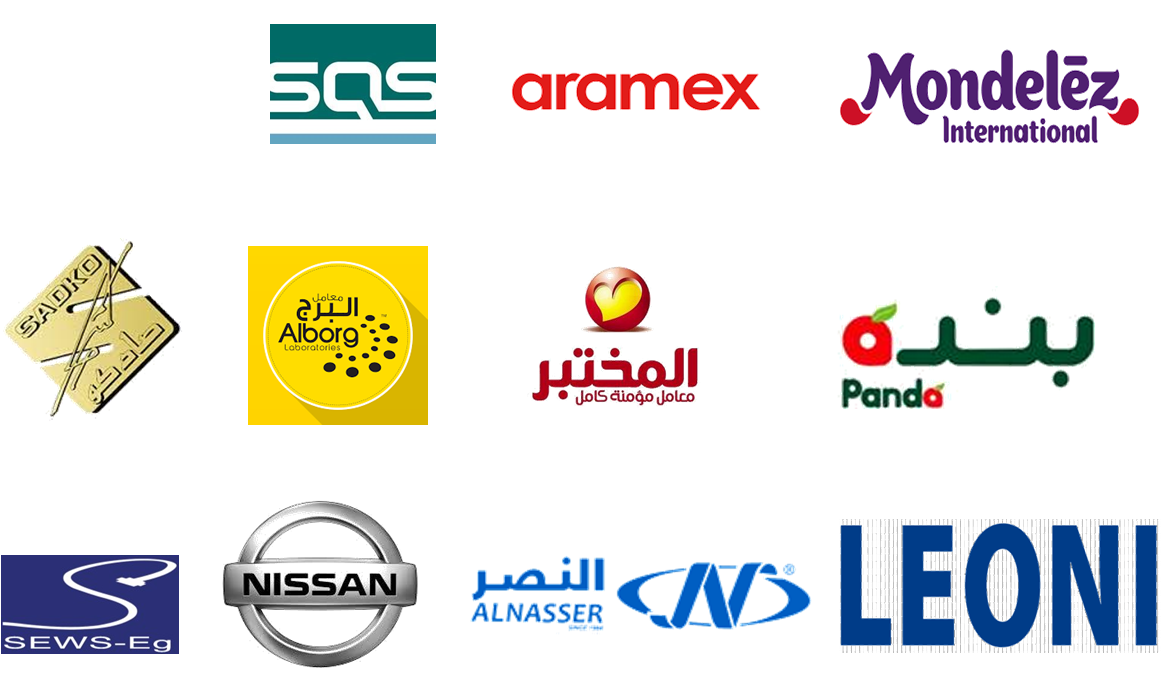 SQS
aramex
Mondelēz
International
SADKO
صادكو
معامل
البرج
™
Alborg
Laboratories
المختبر
معامل مؤمنة كامل
بنده
Panda
SEWS-Eg
NISSAN
النصر
ALNASSER
N ®
LEONI